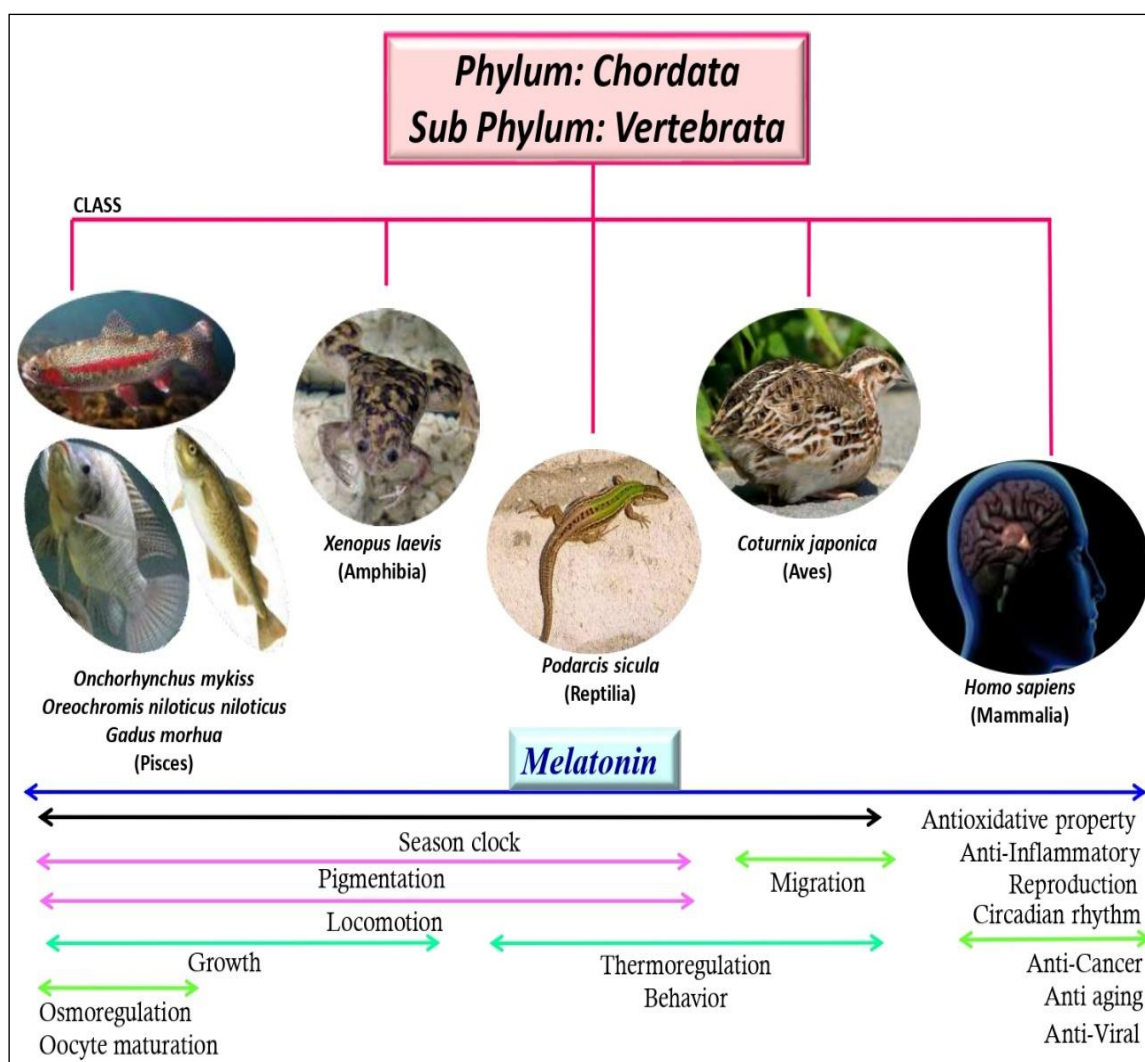 Phylum: Chordata
Sub Phylum: Vertebrata
CLASS
Onchorhynchus mykiss
Oreochromis niloticus niloticus
Gadus morhua
(Pisces)
Xenopus laevis
(Amphibia)
Podarcis sicula
(Reptilia)
Coturnix japonica
(Aves)
Homo sapiens
(Mammalia)
Melatonin
Season clock
Pigmentation
Locomotion
Growth
Osmoregulation
Oocyte maturation
Migration
Thermoregulation
Behavior
Antioxidative property
Anti-Inflammatory
Reproduction
Circadian rhythm
Anti-Cancer
Anti aging
Anti-Viral